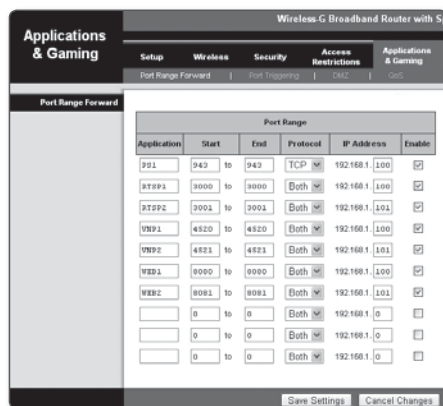 Wireless-G Broadband Router with S
Applications & Gaming
Setup Wireless Security Access Restrictions Applications & Gaming
Port Range Forward | Port Triggering | DMZ | QoS
Port Range Forward
Port Range
Application Start End Protocol IP Address Enable
943 to 943 TCP 192.168.1. 100
RTSP1 3000 to 3000 Both 192.168.1. 100
RTSP2 3001 to 3001 Both 192.168.1. 101
VNP1 4520 to 4520 Both 192.168.1. 100
VNP2 4521 to 4521 Both 192.168.1. 101
WEB1 to Both 192.168.1. 100
WEB2 8081 to 8081 Both 192.168.1. 101
0 to 0 Both 192.168.1. 0
0 to 0 Both 192.168.1. 0
0 to 0 Both 192.168.1. 0
Save Settings Cancel Changes